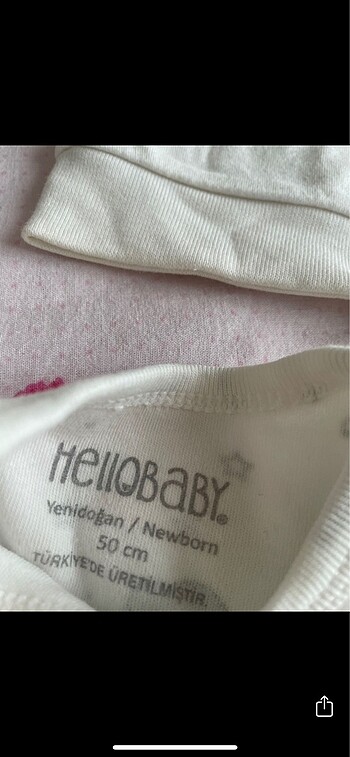 HelloBaby®
Yenidoğan / Newborn
50 cm
TÜRKİYE'DE ÜRETİLMİŞTİR.